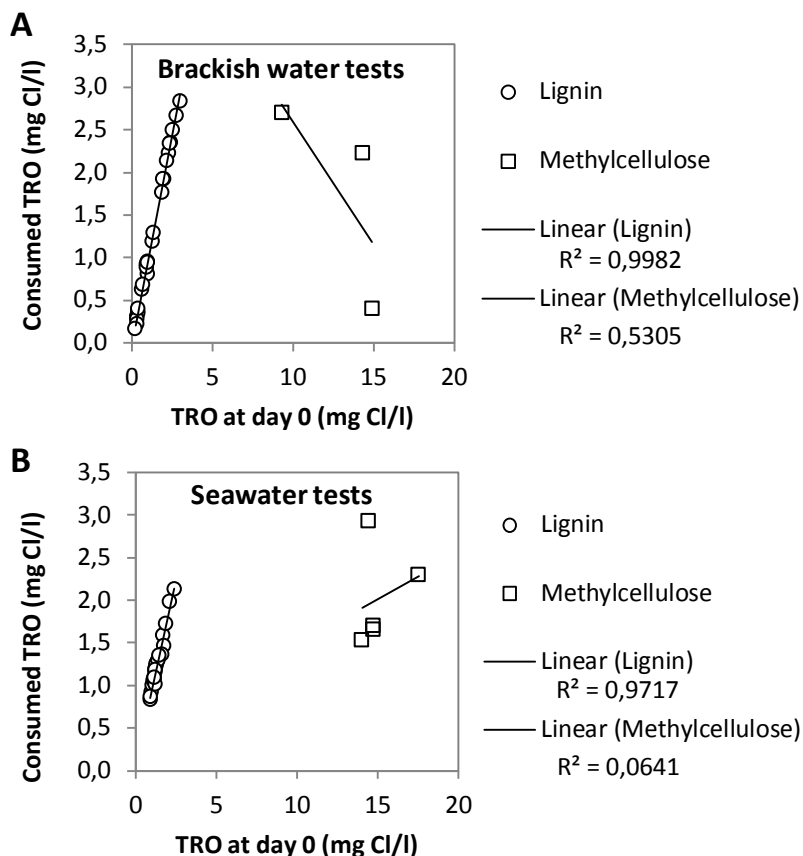 A
Brackish water tests
Consumed TRO (mg Cl/l)
3,5
3,0
2,5
2,0
1,5
1,0
0,5
0,0
0
5
10
15
20
TRO at day 0 (mg Cl/l)
Lignin
Methylcellulose
Linear (Lignin)
R² = 0,9982
Linear (Methylcellulose)
R² = 0,5305
B
Seawater tests
Consumed TRO (mg Cl/l)
3,5
3,0
2,5
2,0
1,5
1,0
0,5
0,0
0
5
10
15
20
TRO at day 0 (mg Cl/l)
Lignin
Methylcellulose
Linear (Lignin)
R² = 0,9717
Linear (Methylcellulose)
R² = 0,0641